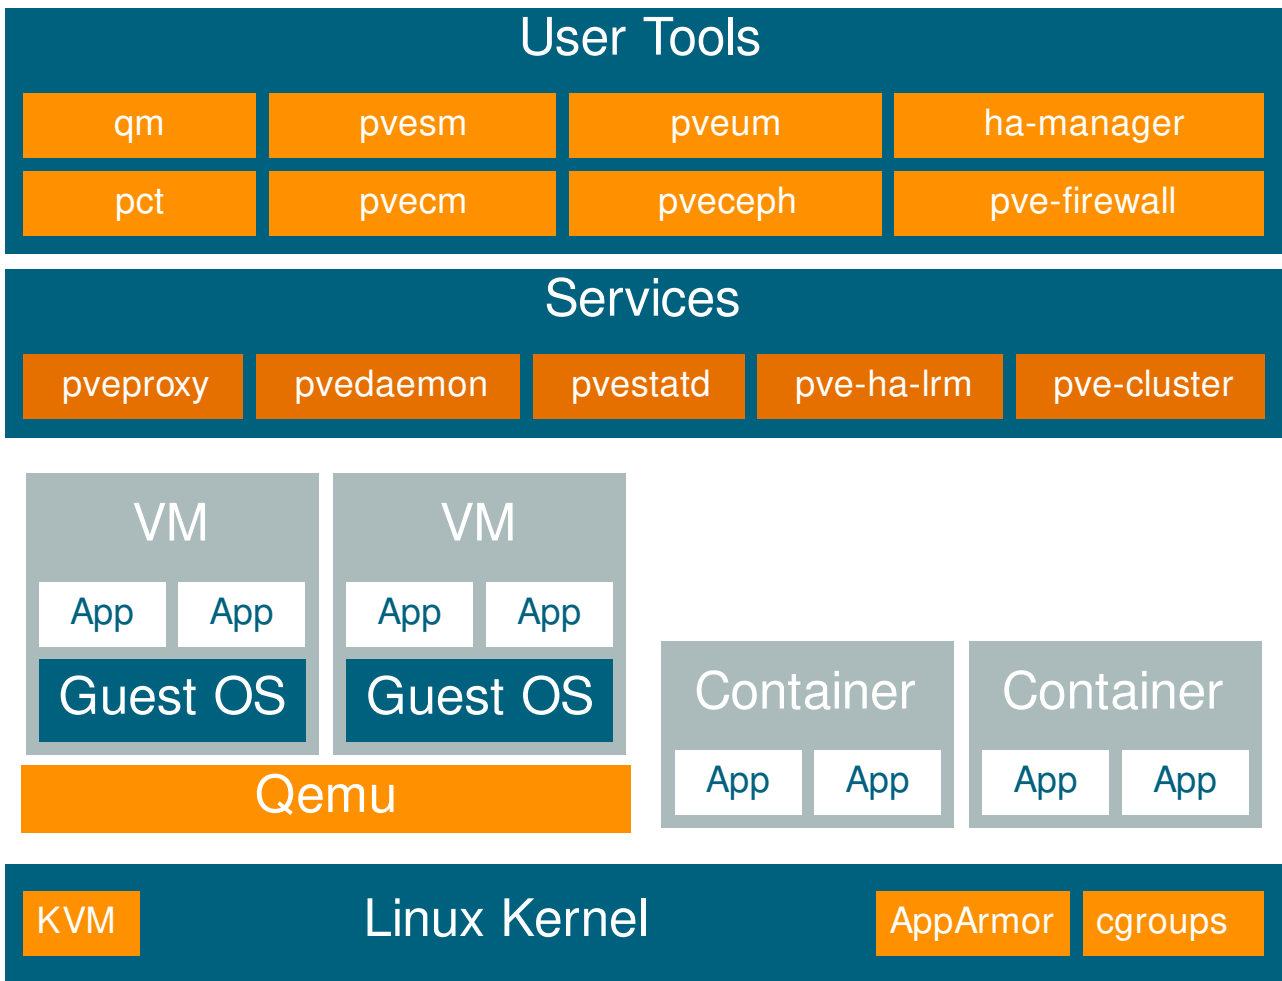 User Tools
qm pvesm pveum ha-manager
pct pvecm pveceph pve-firewall
Services
pveproxy pvedaemon pvestatd pve-ha-lrm pve-cluster
VM VM
App App App App
Guest OS Guest OS
Container Container
App App App App
Qemu
KVM Linux Kernel AppArmor cgroups